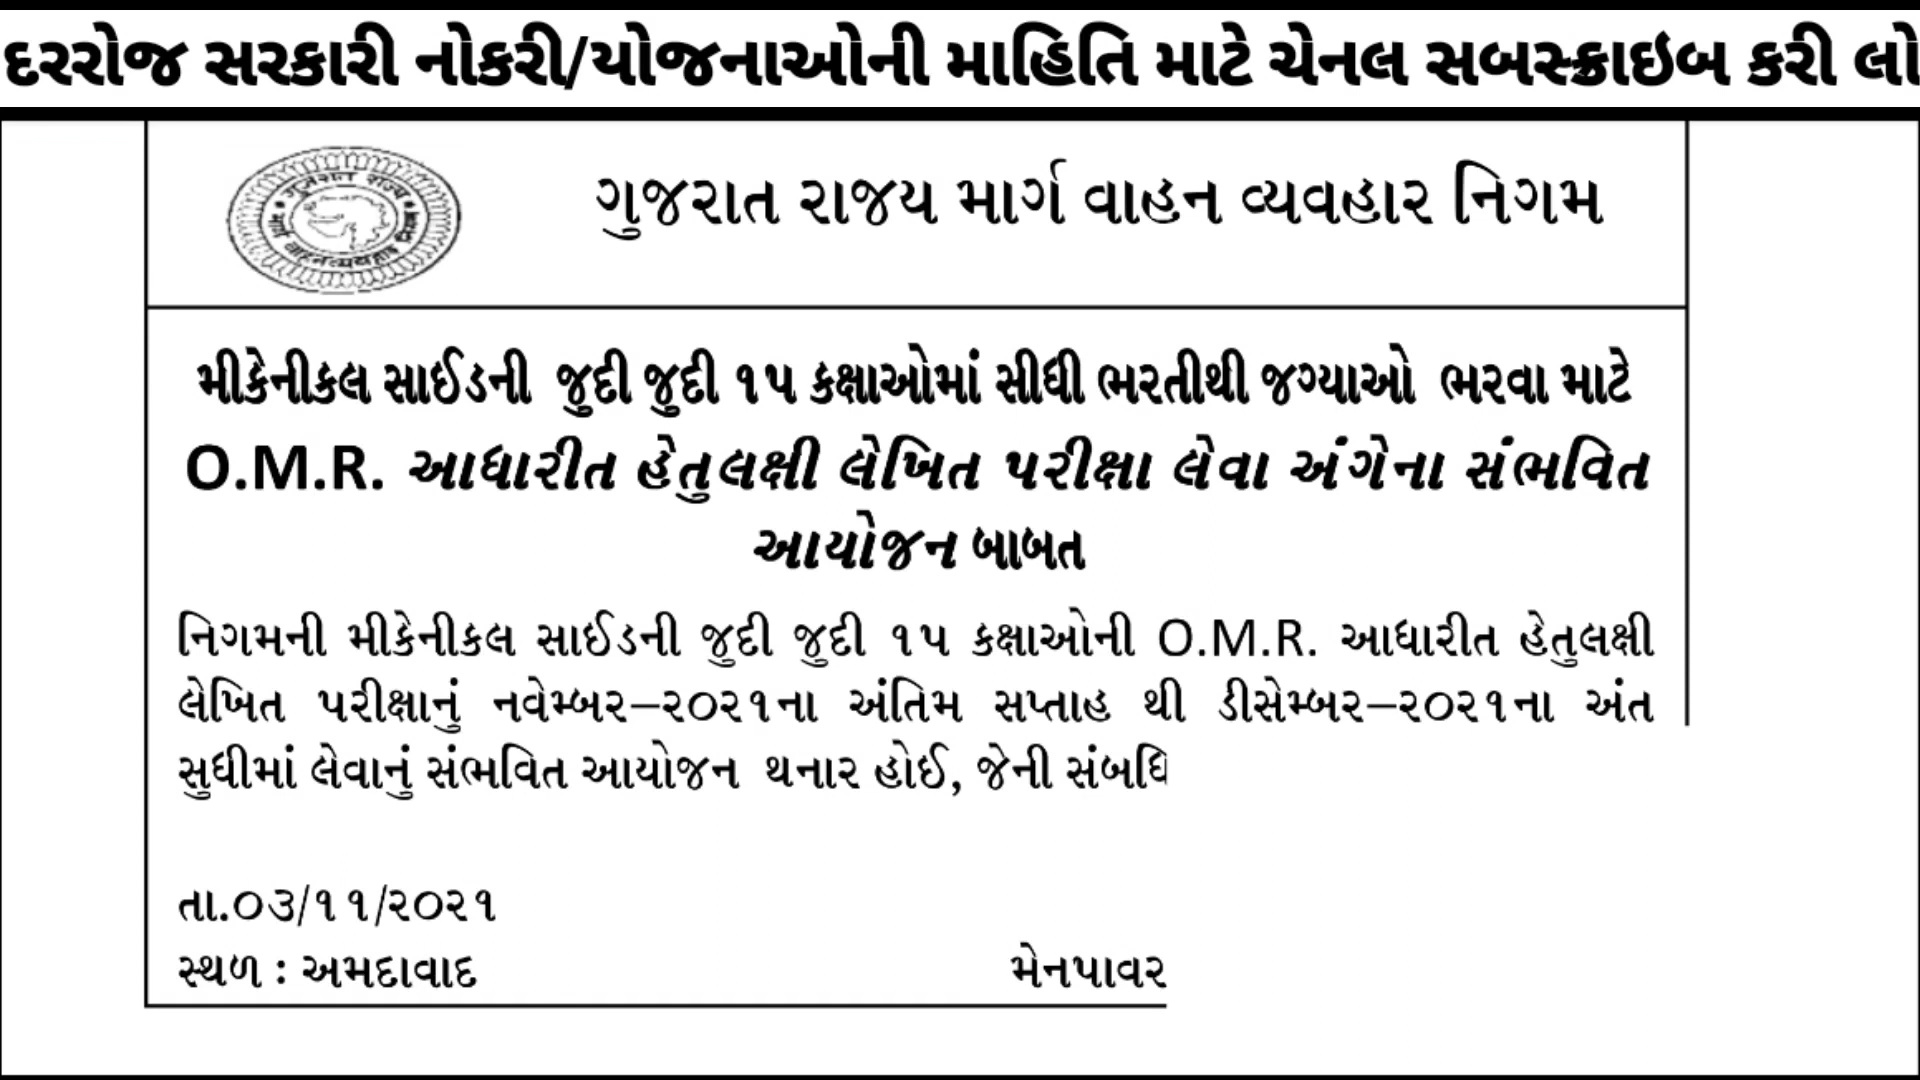 દરરોજ સરકારી નોકરી/યોજનાઓની માહિતિ માટે ચેનલ સબસ્ક્રાઇબ કરી લો
ગુજરાત રાજય માર્ગ વાહન વ્યવહાર નિગમ
મીકેનીકલ સાઈડની જુદી જુદી ૧૫ કક્ષાઓમાં સીધી ભરતીથી જગ્યાઓ ભરવા માટે
O.M.R. આધારીત હેતુલક્ષી લેખિત પરીક્ષા લેવા અંગેના સંભવિત
આયોજન બાબત
નિગમની મીકેનીકલ સાઈડની જુદી જુદી ૧૫ કક્ષાઓની O.M.R. આધારીત હેતુલક્ષી
લેખિત પરીક્ષાનું નવેમ્બર–૨૦૨૧ના અંતિમ સપ્તાહ થી ડીસેમ્બર–૨૦૨૧ના અંત
સુધીમાં લેવાનું સંભવિત આયોજન થનાર હોઈ, જેની સંબધિ
તા.૦૩/૧૧/૨૦૨૧
સ્થળ : અમદાવાદ મેનપાવર